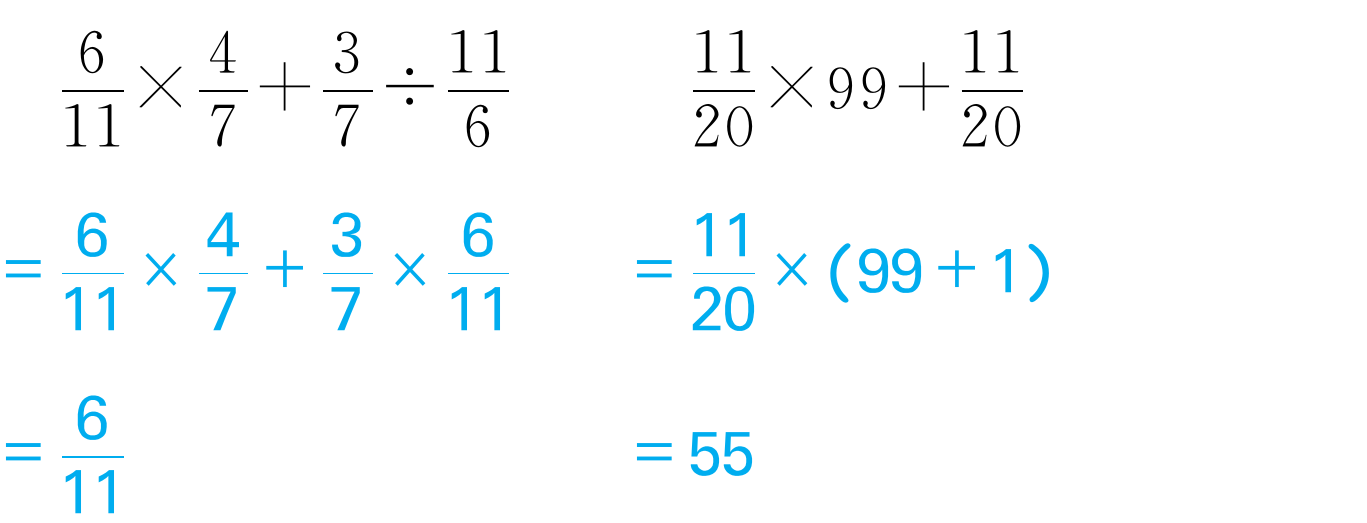 6/11 × 4/7 + 3/7 ÷ 11/6
= 6/11 × 4/7 + 3/7 × 6/11
= 6/11
11/20 × 99 + 11/20
= 11/20 × (99 + 1)
= 55